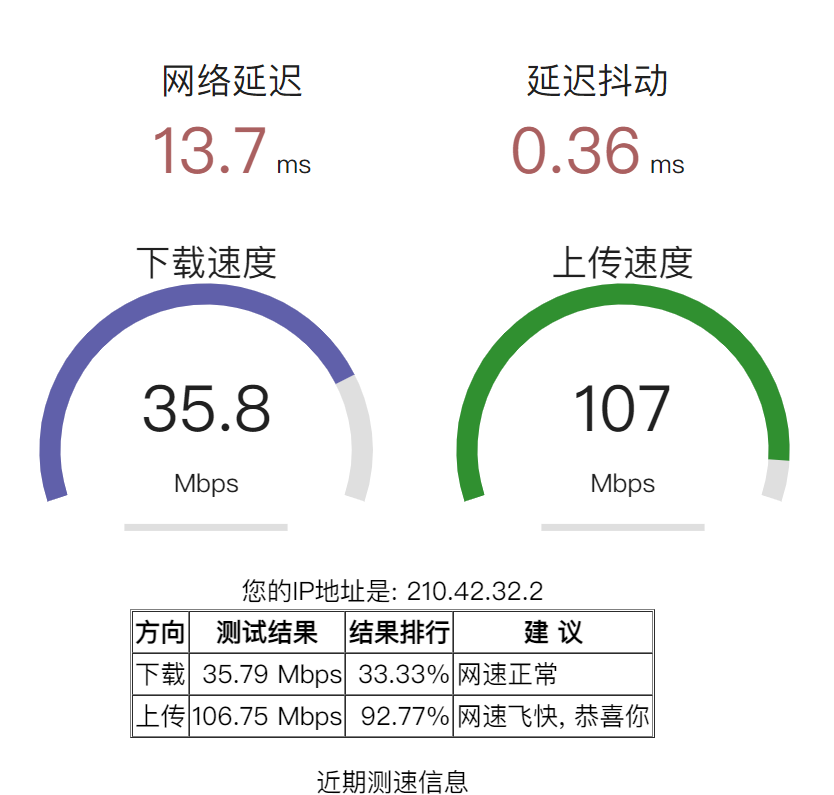 网络延迟 延迟抖动
13.7 ms 0.36 ms
下载速度 上传速度
35.8 107
Mbps Mbps
您的IP地址是: 210.42.32.2
方向 测试结果 结果排行 建 议
下载 35.79 Mbps 33.33% 网速正常
上传 106.75 Mbps 92.77% 网速飞快, 恭喜你
近期测速信息